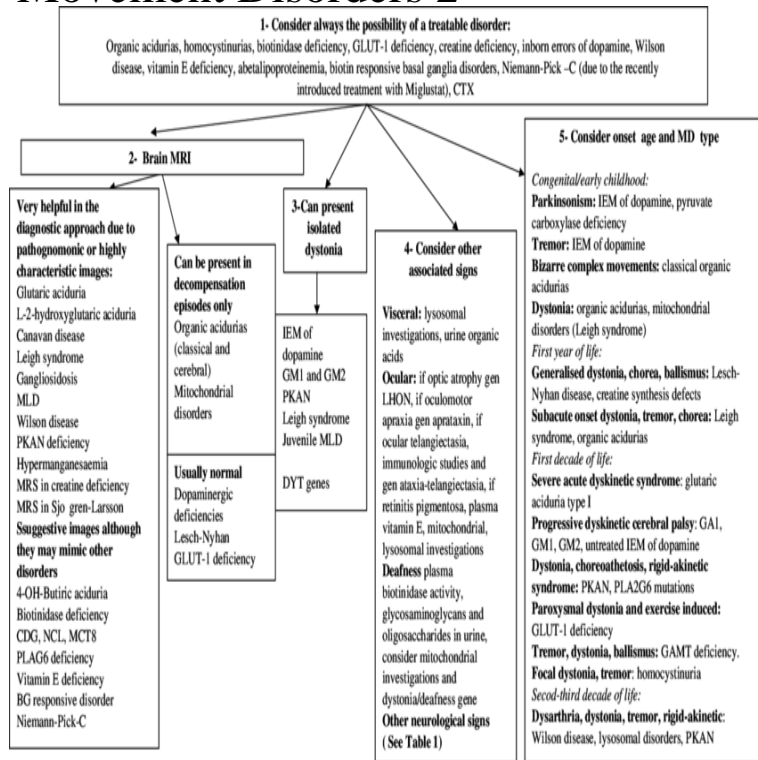 Movement Disorders 2
1- Consider always the possibility of a treatable disorder:
Organic acidurias, homocystinurias, biotinidase deficiency, GLUT-1 deficiency, creatine deficiency, inborn errors of dopamine, Wilson
disease, vitamin E deficiency, abetalipoproteinemia, biotin responsive basal ganglia disorders, Niemann-Pick –C (due to the recently
introduced treatment with Miglustat), CTX
2- Brain MRI
Very helpful in the
diagnostic approach due to
pathognomonic or highly
characteristic images:
Glutaric aciduria
L-2-hydroxyglutaric aciduria
Canavan disease
Leigh syndrome
Gangliosidosis
MLD
Wilson disease
PKAN deficiency
Hypermanganesaemia
MRS in creatine deficiency
MRS in Sjo gren-Larsson
Ssuggestive images although
they may mimic other
disorders
4-OH-Butiric aciduria
Biotinidase deficiency
CDG, NCL, MCT8
PLAG6 deficiency
Vitamin E deficiency
BG responsive disorder
Niemann-Pick-C
Can be present in
decompensation
episodes only
Organic acidurias
(classical and
cerebral)
Mitochondrial
disorders
Usually normal
Dopaminergic
deficiencies
Lesch-Nyhan
GLUT-1 deficiency
3-Can present
isolated
dystonia
IEM of
dopamine
GM1 and GM2
PKAN
Leigh syndrome
Juvenile MLD
DYT genes
4- Consider other
associated signs
Visceral: lysosomal
investigations, urine organic
acids
Ocular: if optic atrophy gen
LHON, if oculomotor
apraxia gen aprataxin, if
ocular telangiectasia,
immunologic studies and
gen ataxia-telangiectasia, if
retinitis pigmentosa, plasma
vitamin E, mitochondrial,
lysosomal investigations
Deafness plasma
biotinidase activity,
glycosaminoglycans and
oligosaccharides in urine,
consider mitochondrial
investigations and
dystonia/deafness gene
Other neurological signs
( See Table 1)
5- Consider onset age and MD type
Congenital/early childhood:
Parkinsonism: IEM of dopamine, pyruvate
carboxylase deficiency
Tremor: IEM of dopamine
Bizarre complex movements: classical organic
acidurias
Dystonia: organic acidurias, mitochondrial
disorders (Leigh syndrome)
First year of life:
Generalised dystonia, chorea, ballismus: Lesch-
Nyhan disease, creatine synthesis defects
Subacute onset dystonia, tremor, chorea: Leigh
syndrome, organic acidurias
First decade of life:
Severe acute dyskinetic syndrome: glutaric
aciduria type I
Progressive dyskinetic cerebral palsy: GA1,
GM1, GM2, untreated IEM of dopamine
Dystonia, choreoathetosis, rigid-akinetic
syndrome: PKAN, PLA2G6 mutations
Paroxysmal dystonia and exercise induced:
GLUT-1 deficiency
Tremor, dystonia, ballismus: GAMT deficiency.
Focal dystonia, tremor: homocystinuria
Secod-third decade of life:
Dysarthria, dystonia, tremor, rigid-akinetic:
Wilson disease, lysosomal disorders, PKAN